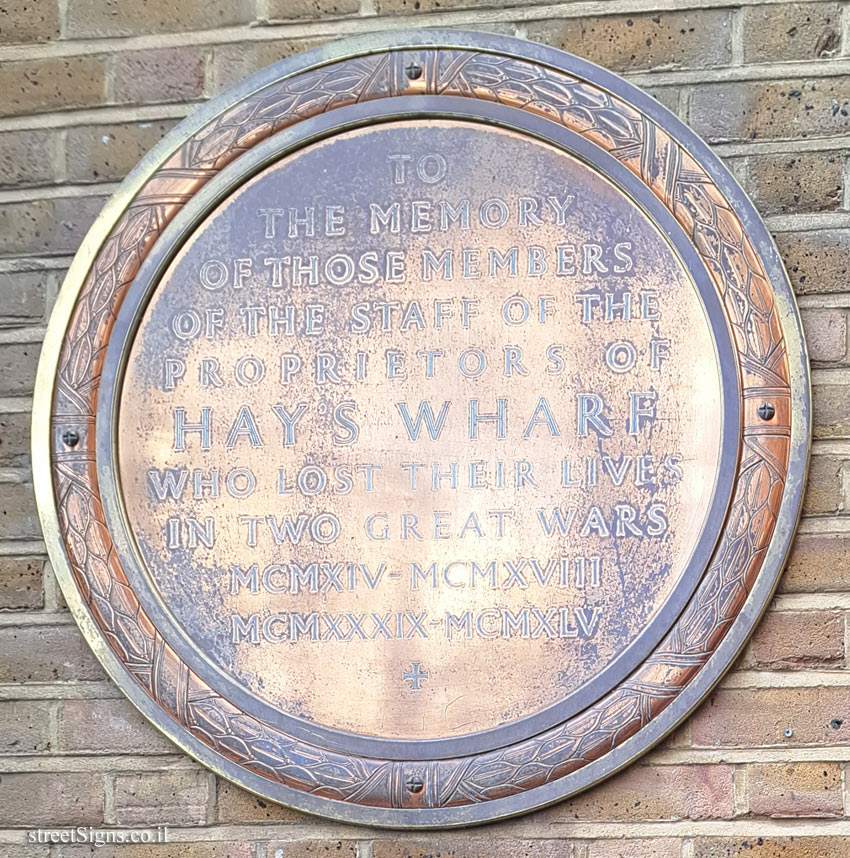 TO
THE MEMORY
OF THOSE MEMBERS
OF THE STAFF OF THE
PROPRIETORS OF
HAY'S WHARF
WHO LOST THEIR LIVES
IN TWO GREAT WARS
MCMXIV-MCMXVIII
MCMXXXIX-MCMXLV
streetSigns.co.il